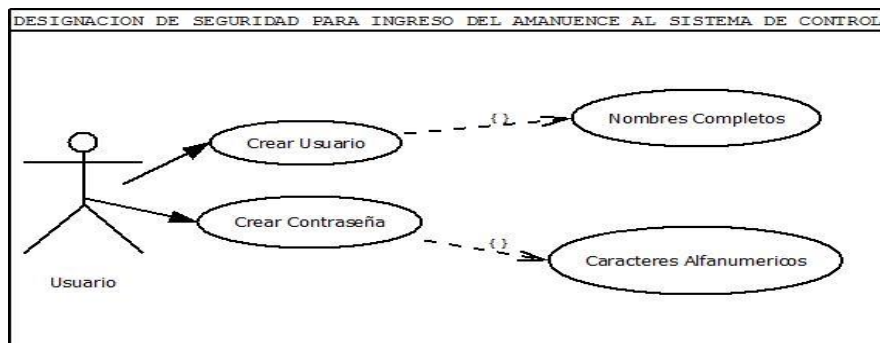 DESIGNACION DE SEGURIDAD PARA INGRESO DEL AMANUENCE AL SISTEMA DE CONTROL
{} Nombres Completos
Crear Usuario
Crear Contraseña
{}
Caracteres Alfanumericos
Usuario